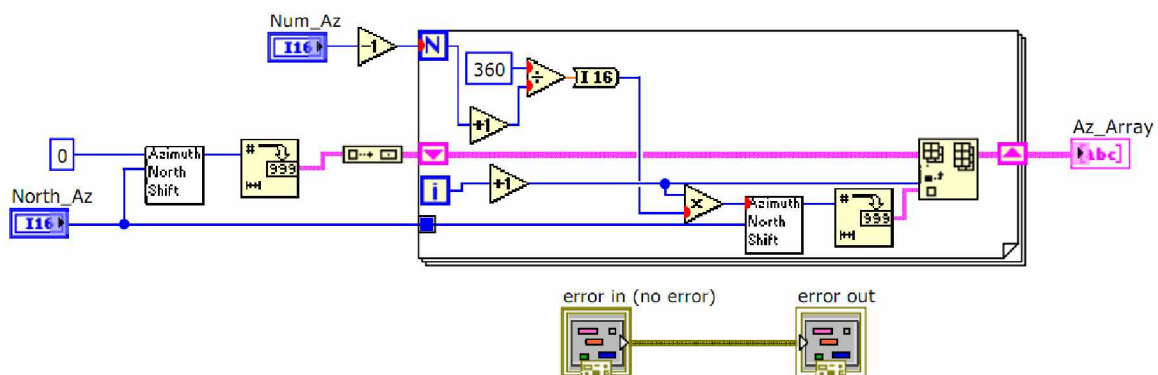 Num_Az
I16
-1
N
360
÷
I 16
+1
0
Azimuth
North
Shift
#
999
Az_Array
abc
i
+1
North_Az
I16
x
Azimuth
North
Shift
#
999
error in (no error)
error out